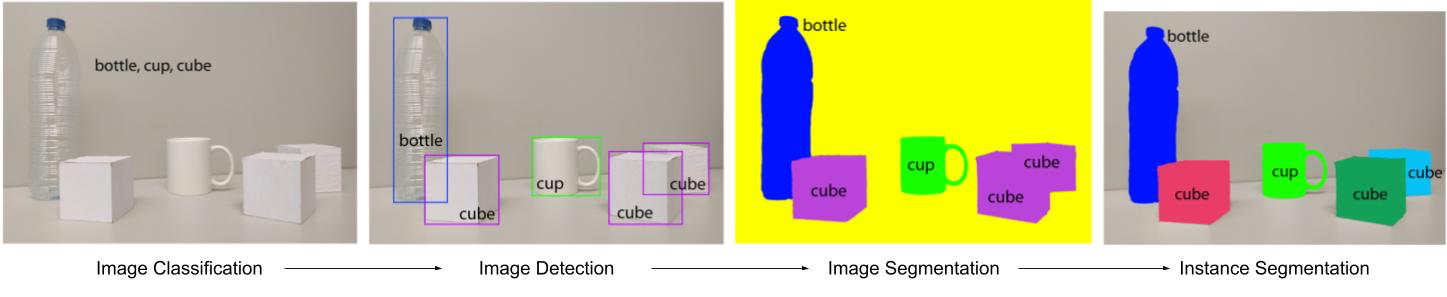 bottle, cup, cube
bottle
cup
cube
cube
cube
bottle
cup
cube
cube
cube
bottle
cup
cube
cube
cube
Image Classification
Image Detection
Image Segmentation
Instance Segmentation